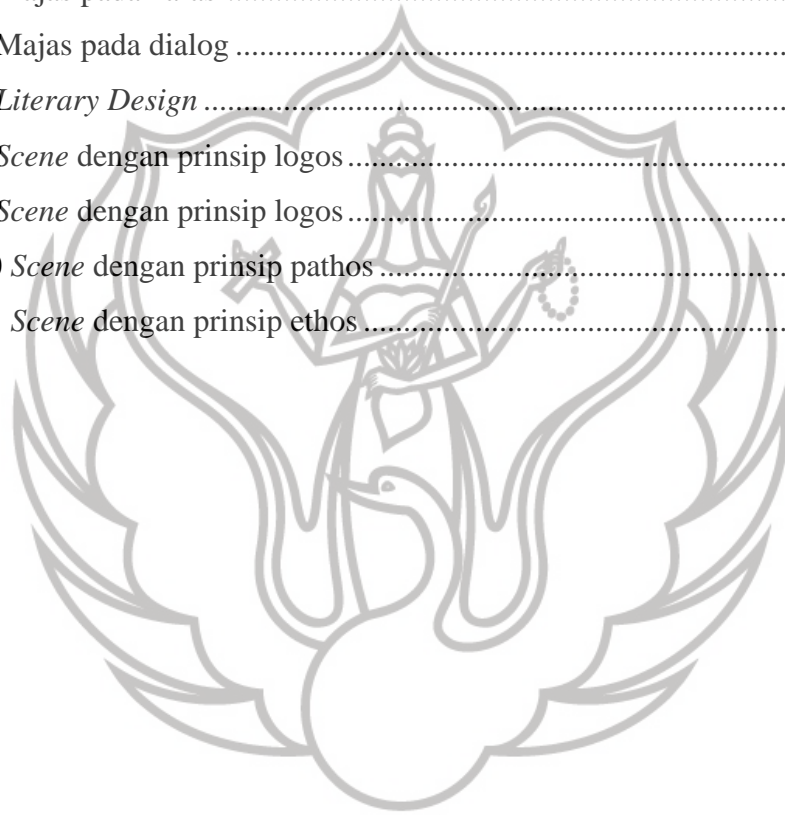 Majas pada dialog ........................................................................
Literary Design ........................................................................
Scene dengan prinsip logos ........................................................................
Scene dengan prinsip logos ........................................................................
) Scene dengan prinsip pathos ........................................................................
Scene dengan prinsip ethos ........................................................................